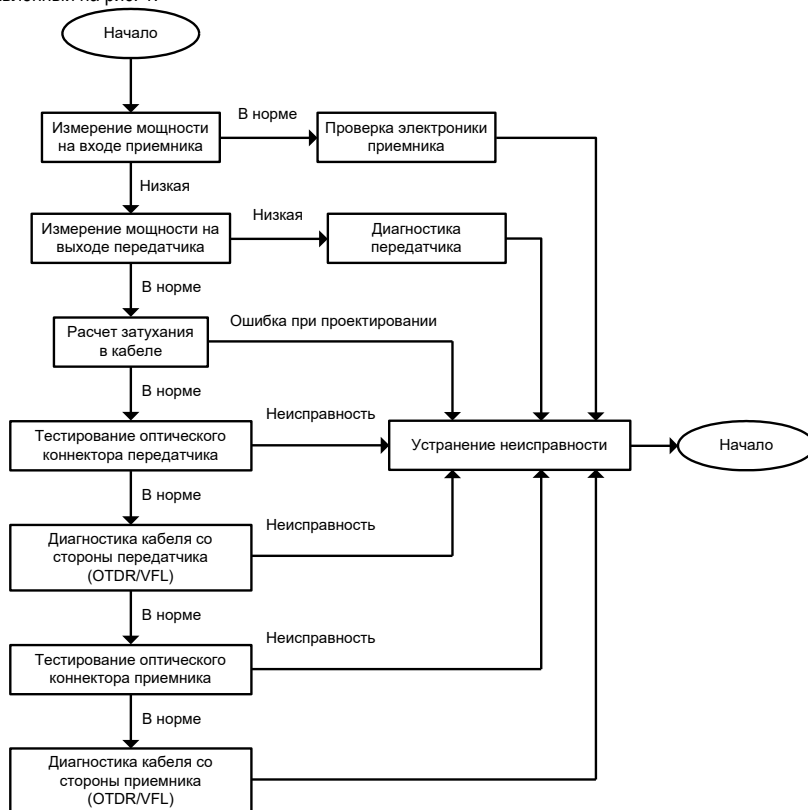 Начало
Измерение мощности
на входе приемника
В норме
Проверка электроники
приемника
Низкая
Измерение мощности на
выходе передатчика
Низкая
Диагностика
передатчика
В норме
Расчет затухания
в кабеле
Ошибка при проектировании
В норме
Тестирование оптического
коннектора передатчика
Неисправность
Устранение неисправности
Начало
В норме
Диагностика кабеля со
стороны передатчика
(OTDR/VFL)
Неисправность
В норме
Тестирование оптического
коннектора приемника
Неисправность
В норме
Диагностика кабеля со
стороны приемника
(OTDR/VFL)